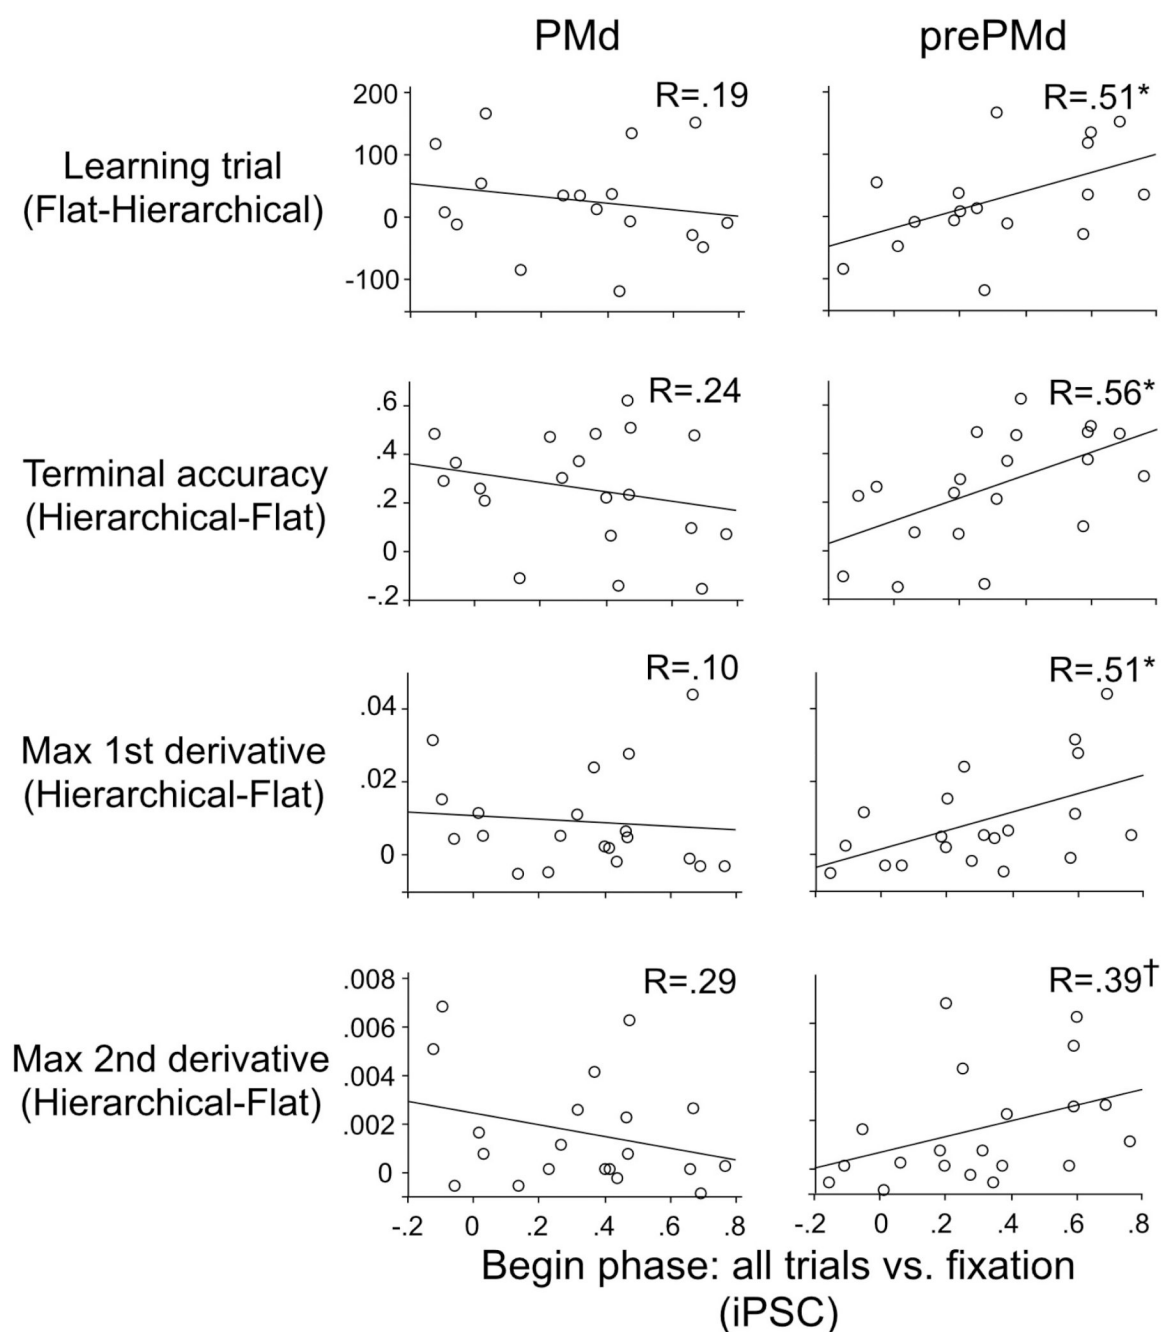 PMd prePMd
R=.19 R=.51*
Learning trial
(Flat-Hierarchical)
200
100
0
-100
R=.24 R=.56*
Terminal accuracy
(Hierarchical-Flat)
.6
.4
.2
0
-.2
R=.10 R=.51*
Max 1st derivative
(Hierarchical-Flat)
.04
.02
0
R=.29 R=.39†
Max 2nd derivative
(Hierarchical-Flat)
.008
.006
.004
.002
0
-.2 0 .2 .4 .6 .8 -.2 0 .2 .4 .6 .8
Begin phase: all trials vs. fixation
(iPSC)